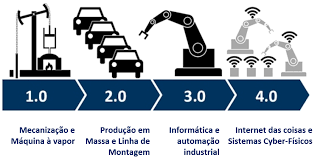 1.0 2.0 3.0 4.0
Mecanização e
Máquina à vapor
Produção em
Massa e Linha de
Montagem
Informática e
automação
industrial
Internet das coisas e
Sistemas Cyber-Físicos